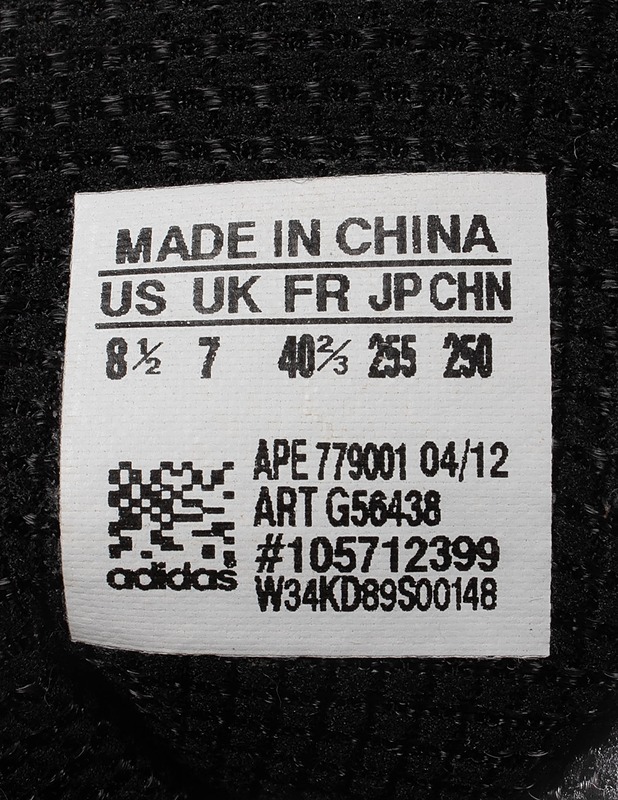 MADE IN CHINA
US UK FR JP CHN
8½ 7 40⅔ 255 250
APE 779001 04/12
ART G56438
#105712399
adidas®
W34KD89S00148